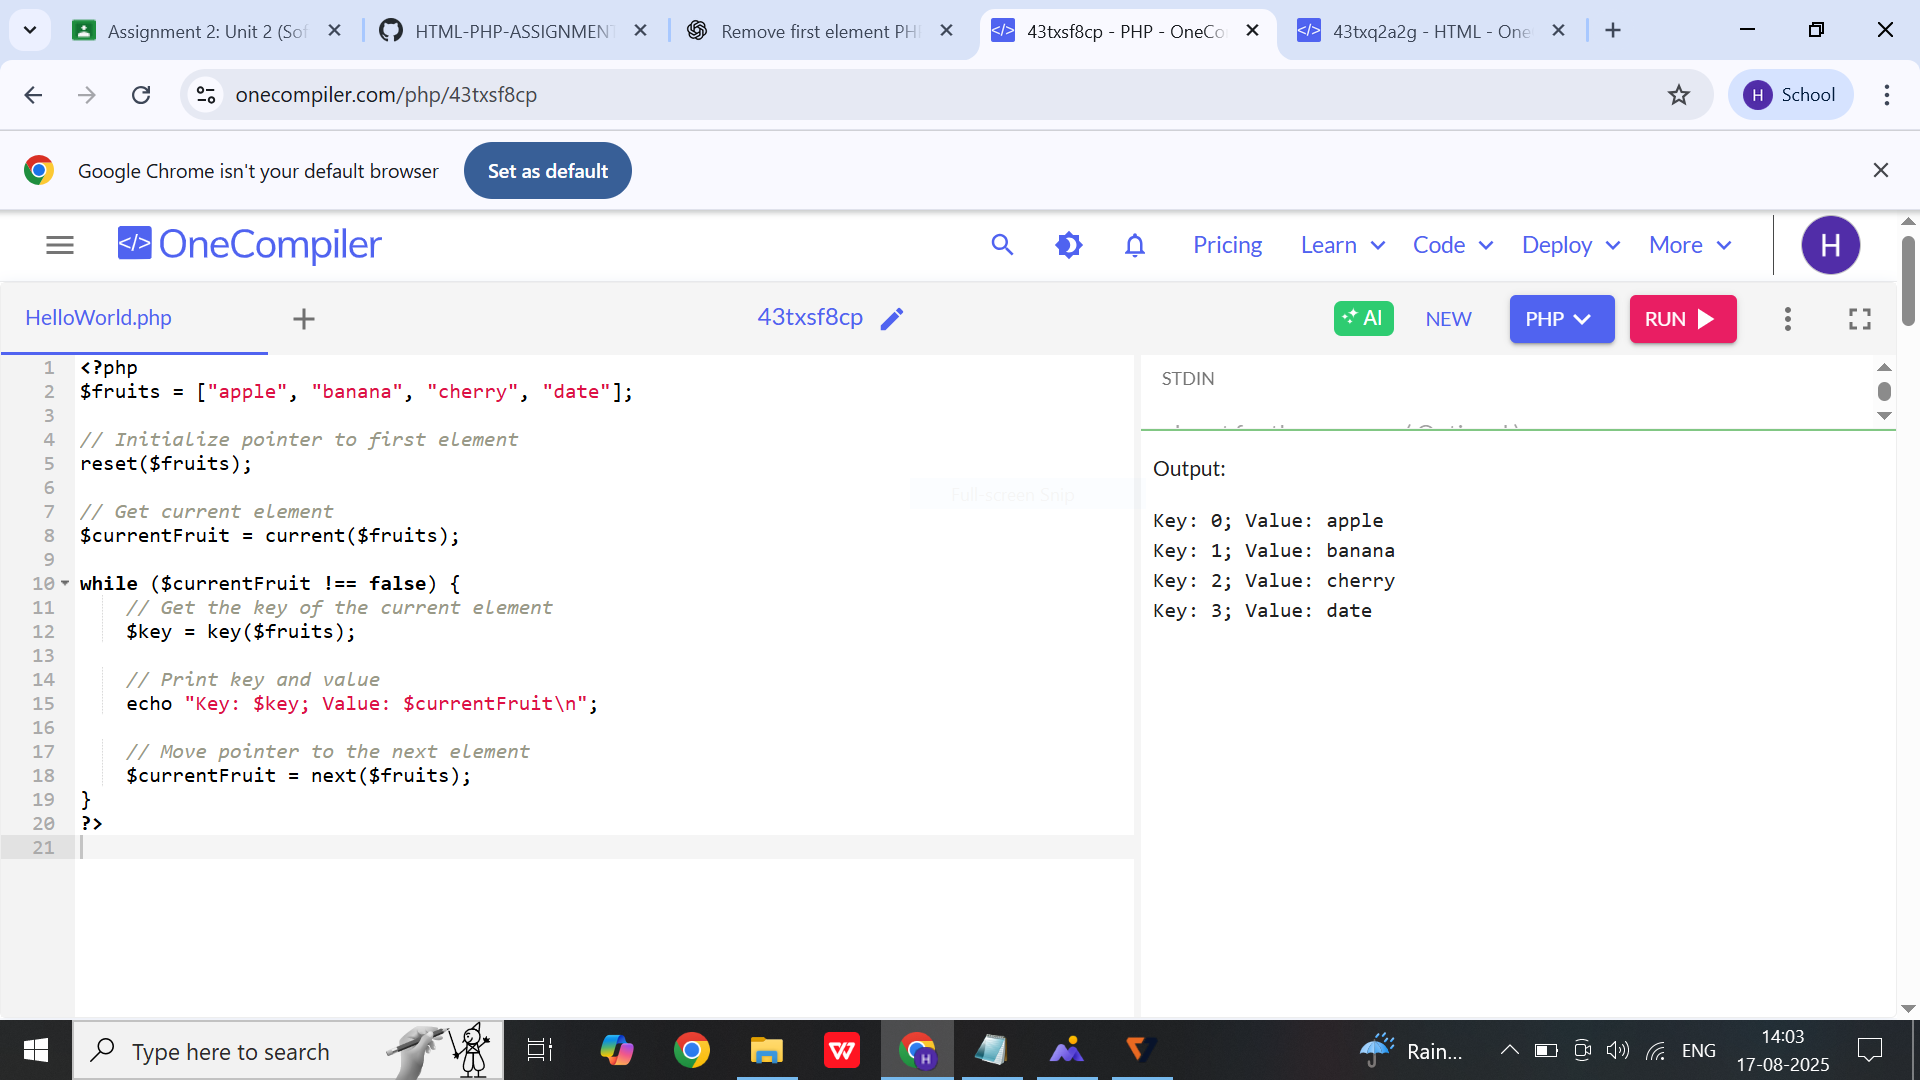 Assignment 2: Unit 2 (Sof
HTML-PHP-ASSIGNMENT
Remove first element PH
43txsf8cp - PHP - OneCo
43txq2a2g - HTML - One
onecompiler.com/php/43txsf8cp
H School
Google Chrome isn't your default browser
Set as default
</> OneCompiler
Pricing
Learn
Code
Deploy
More
H
HelloWorld.php
43txsf8cp
AI
NEW
PHP
RUN
1 <?php
2 $fruits = ["apple", "banana", "cherry", "date"];
3
4 // Initialize pointer to first element
5 reset($fruits);
6
7 // Get current element
8 $currentFruit = current($fruits);
9
10 while ($currentFruit !== false) {
11 // Get the key of the current element
12 $key = key($fruits);
13
14 // Print key and value
15 echo "Key: $key; Value: $currentFruit\n";
16
17 // Move pointer to the next element
18 $currentFruit = next($fruits);
19 }
20 ?>
21
Full-screen Snip
STDIN
Output:
Key: 0; Value: apple
Key: 1; Value: banana
Key: 2; Value: cherry
Key: 3; Value: date
Type here to search
Rain...
ENG
14:03
17-08-2025